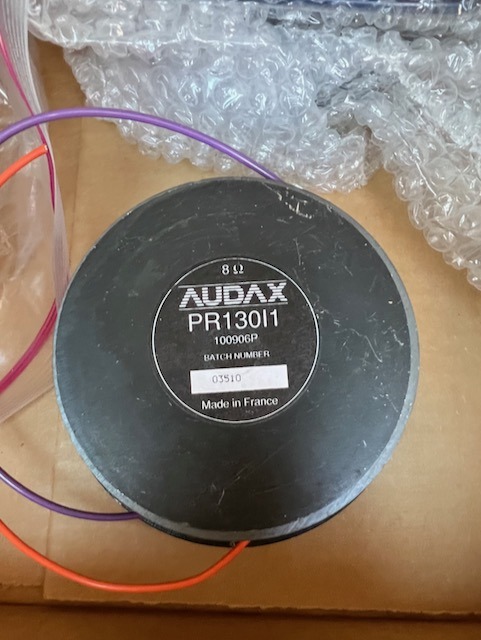 8 Ω
AUDAX
PR130I1
100906P
BATCH NUMBER
03510
Made in France